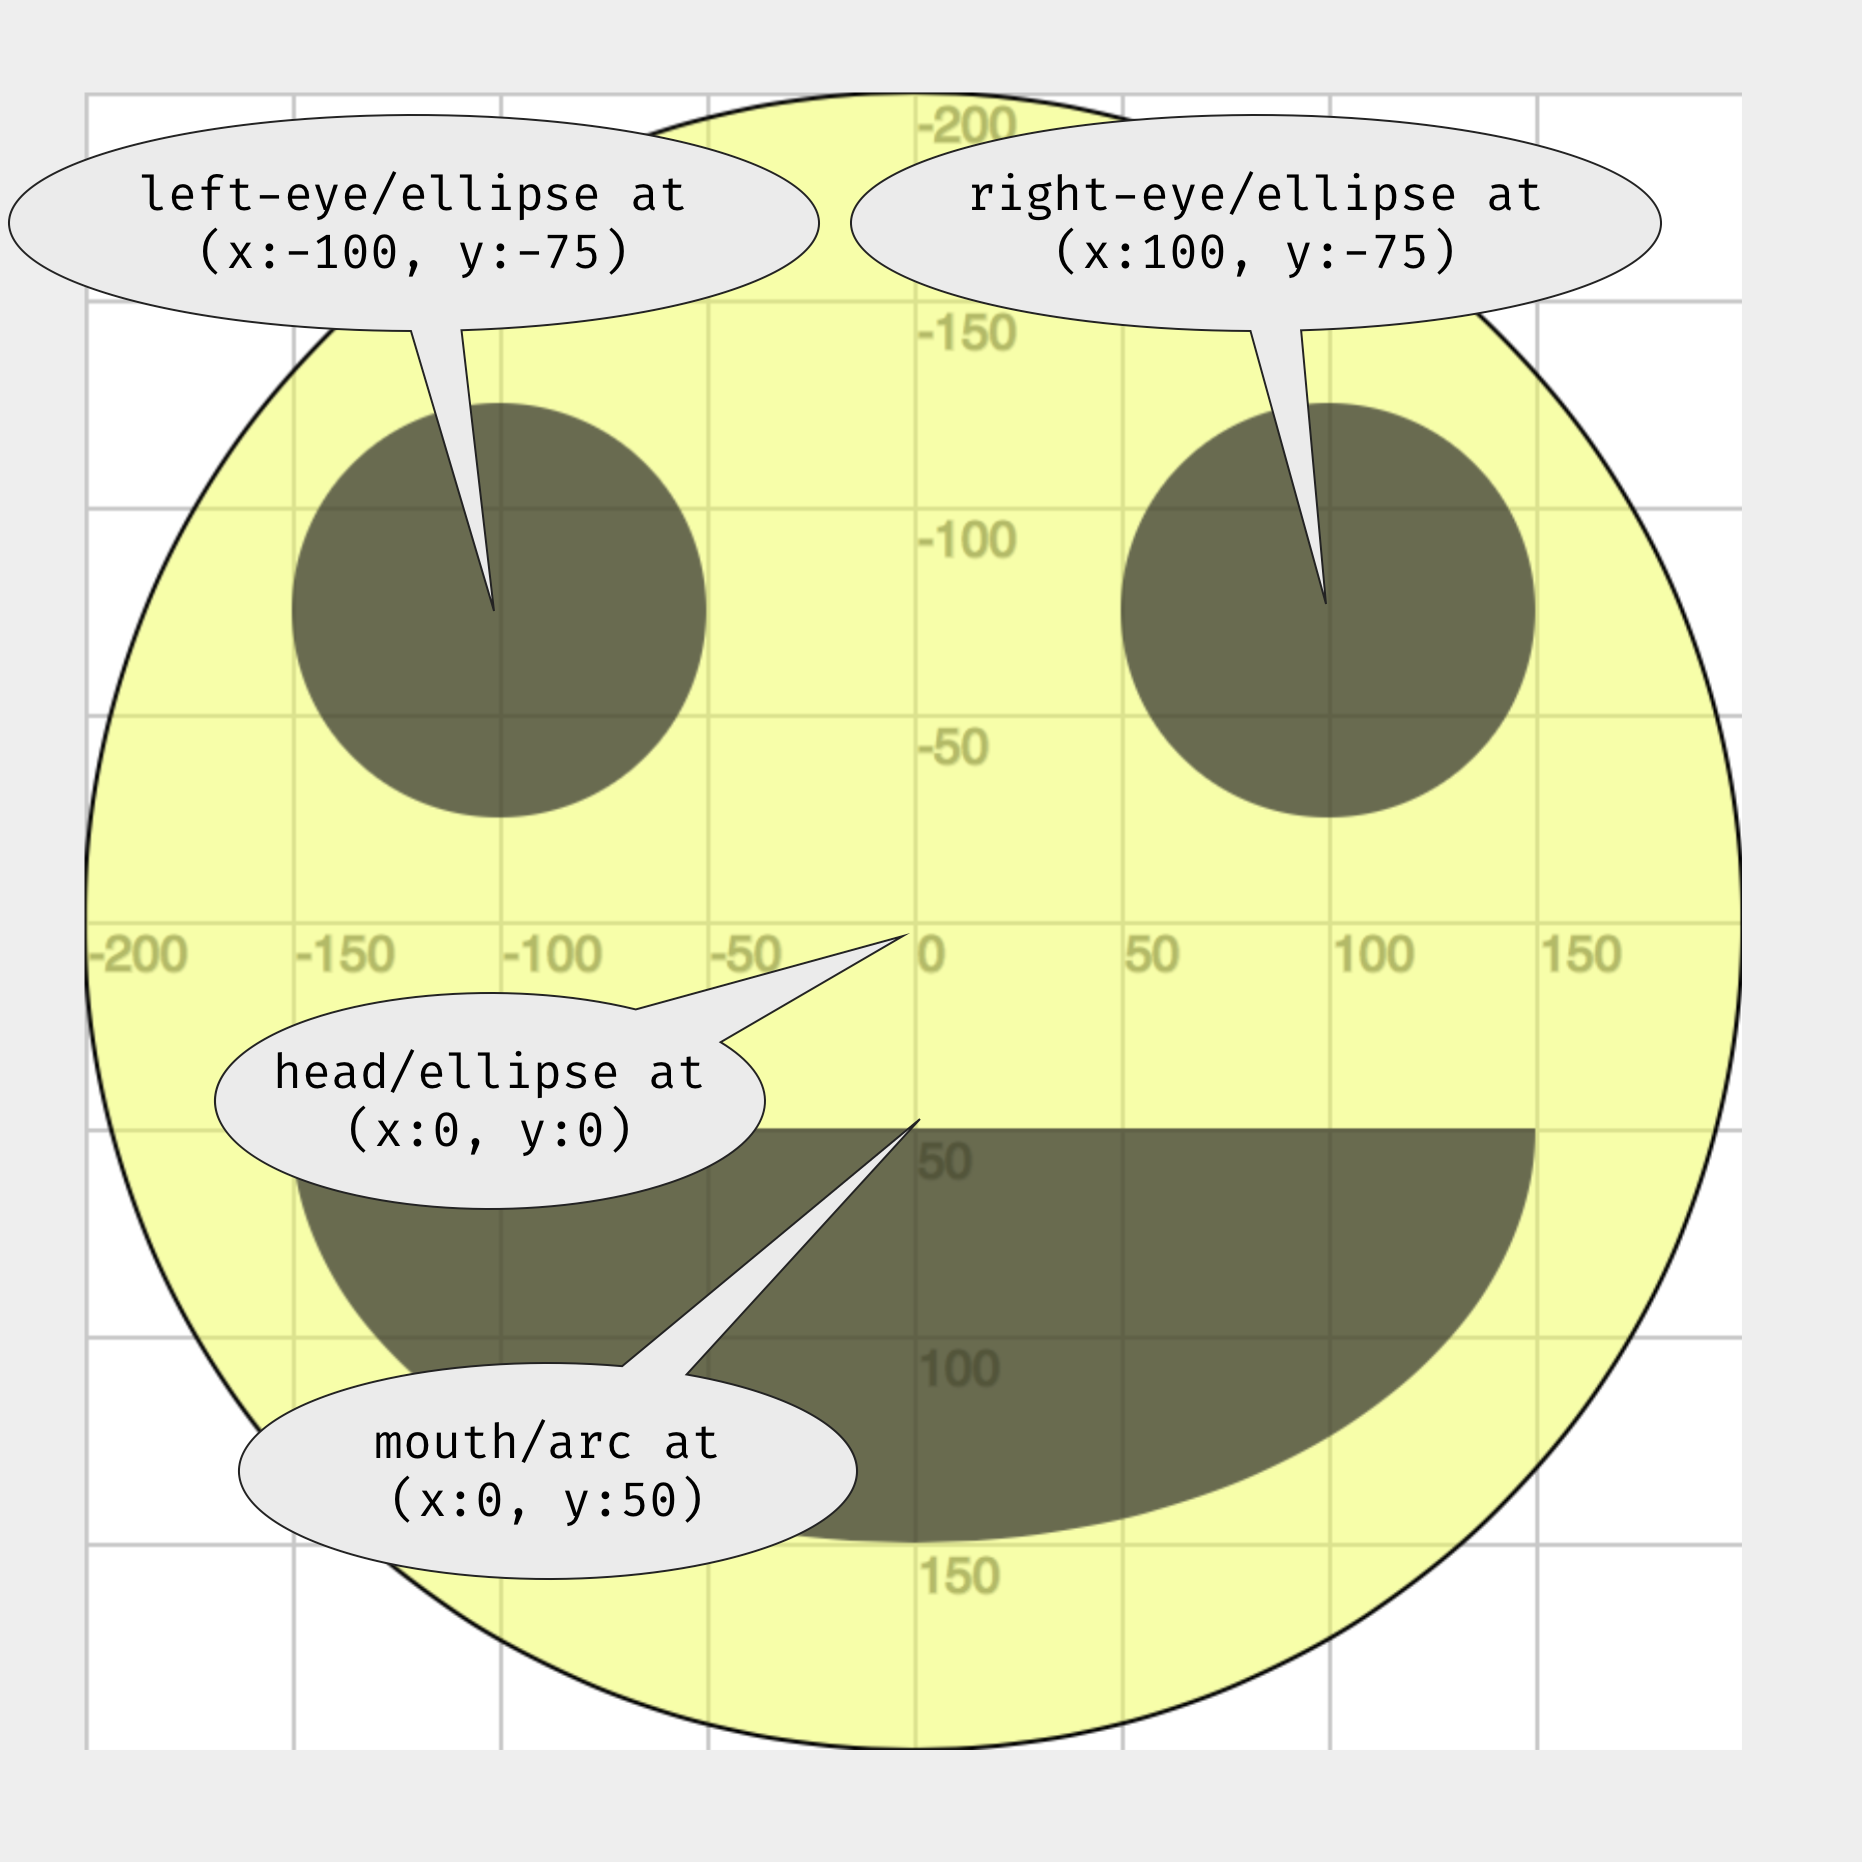 -200
left-eye/ellipse at
(x:-100, y:-75)
right-eye/ellipse at
(x:100, y:-75)
-150
-100
-50
-200 -150 -100 -50 0 50 100 150
head/ellipse at
(x:0, y:0)
50
100
mouth/arc at
(x:0, y:50)
150